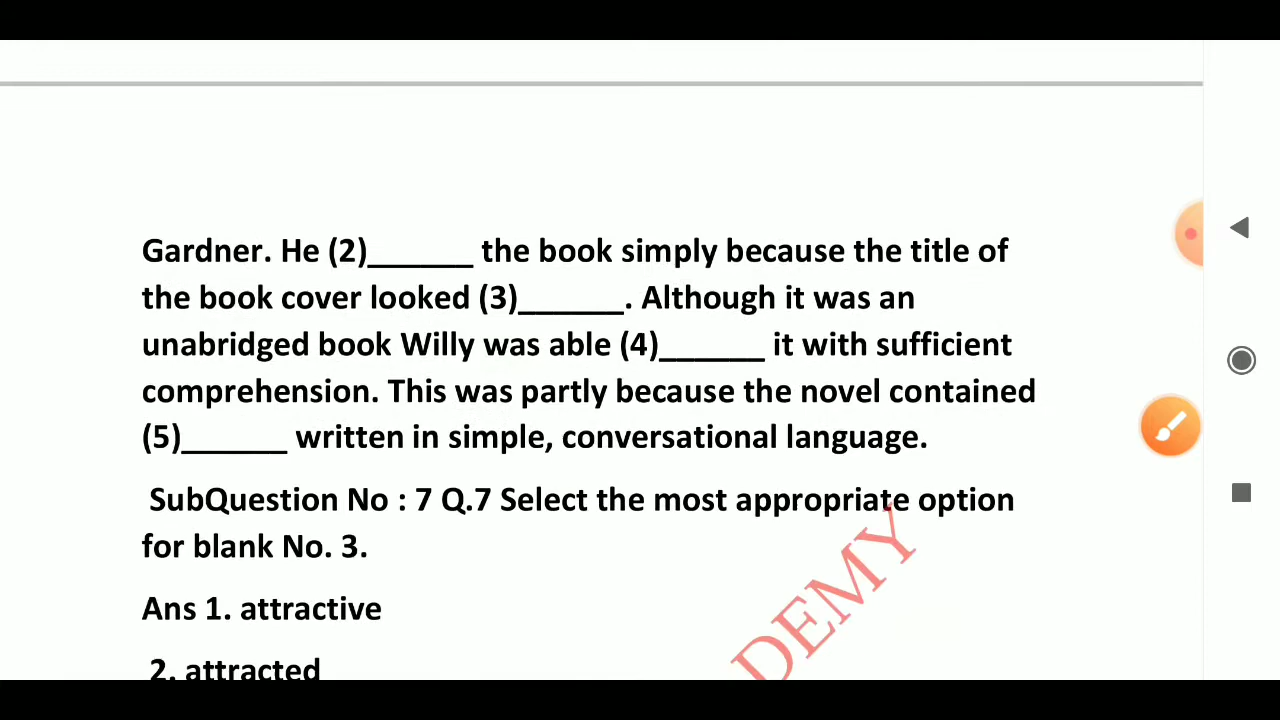 Gardner. He (2)______ the book simply because the title of
the book cover looked (3)______. Although it was an
unabridged book Willy was able (4)______ it with sufficient
comprehension. This was partly because the novel contained
(5)______ written in simple, conversational language.
SubQuestion No : 7 Q.7 Select the most appropriate option
for blank No. 3.
Ans 1. attractive
2. attracted
DEMY